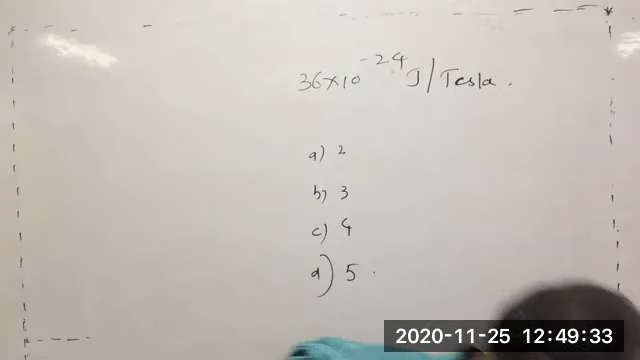 36×10⁻²⁴ J/Tesla.
a) 2
b) 3
c) 4
d) 5.
2020-11-25 12:49:33